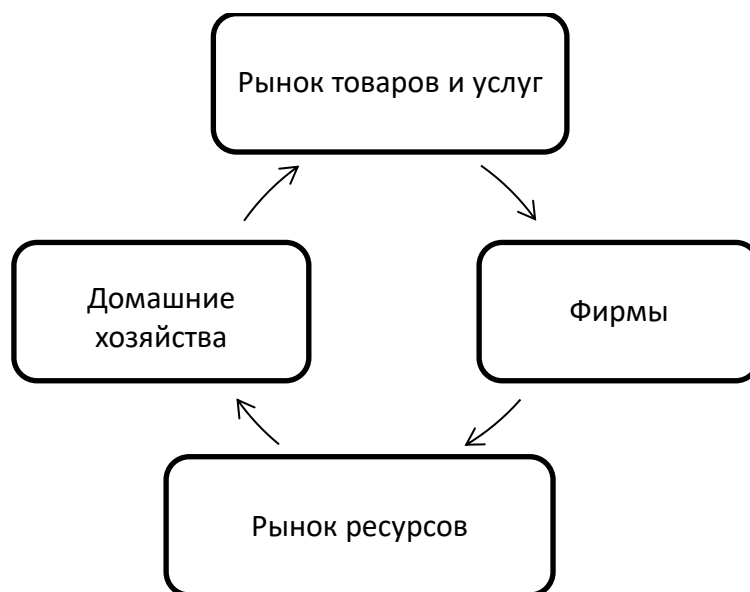 Рынок товаров и услуг
Домашние
хозяйства
Фирмы
Рынок ресурсов